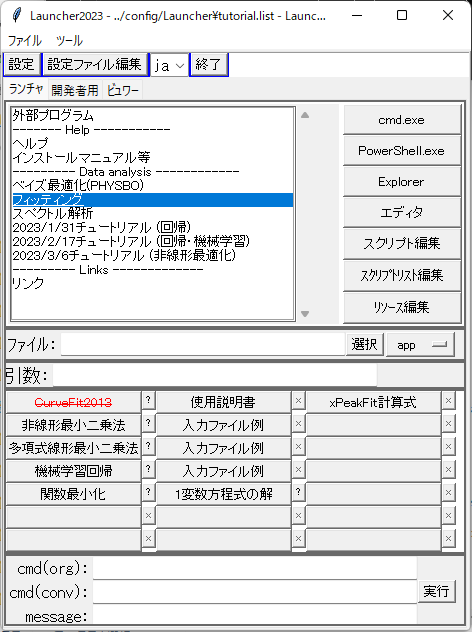 Launcher2023 - ../config/Launcher¥tutorial.list - Launc...
ファイル ツール
設定 設定ファイル編集 ja 終了
ランチャ 開発者用 ビュワー
外部プログラム
------- Help -----------
ヘルプ
インストールマニュアル等
--------- Data analysis ------------
ベイズ最適化(PHYSBO)
フィッティング
スペクトル解析
2023/1/31チュートリアル (回帰)
2023/2/17チュートリアル (回帰・機械学習)
2023/3/6チュートリアル (非線形最適化)
--------- Links -------------
リンク
cmd.exe
PowerShell.exe
Explorer
エディタ
スクリプト編集
スクリプトリスト編集
リソース編集
ファイル: 選択 app
引数:
CurveFit2013 ? 使用説明書 × xPeakFit計算式 ×
非線形最小二乗法 ? 入力ファイル例 × ×
多項式線形最小二乗法 ? 入力ファイル例 × ×
機械学習回帰 ? 入力ファイル例 × ×
関数最小化 ? 1変数方程式の解 ? ×
× × ×
× × ×
cmd(org):
cmd(conv): 実行
message: